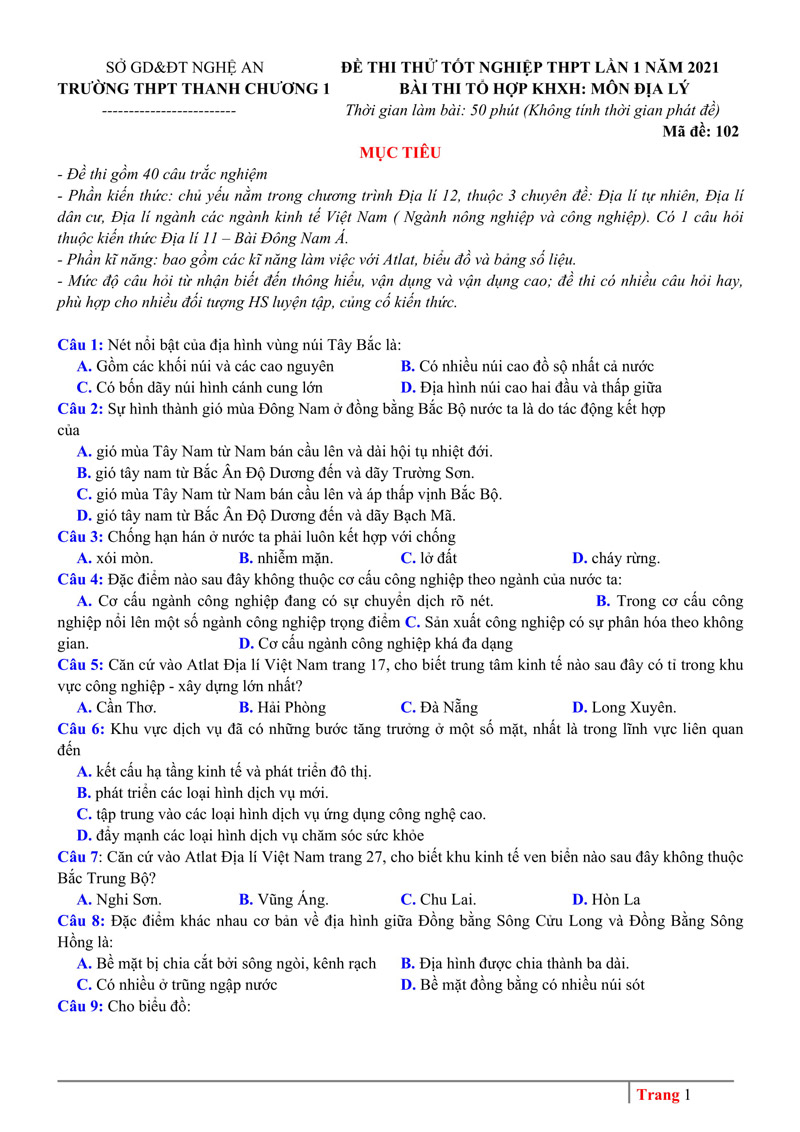 SỞ GD&ĐT NGHỆ AN
TRƯỜNG THPT THANH CHƯƠNG 1
-------------------------
ĐỀ THI THỬ TỐT NGHIỆP THPT LẦN 1 NĂM 2021
BÀI THI TỔ HỢP KHXH: MÔN ĐỊA LÝ
Thời gian làm bài: 50 phút (Không tính thời gian phát đề)
Mã đề: 102
MỤC TIÊU
- Đề thi gồm 40 câu trắc nghiệm
- Phần kiến thức: chủ yếu nằm trong chương trình Địa lí 12, thuộc 3 chuyên đề: Địa lí tự nhiên, Địa lí
dân cư, Địa lí ngành các ngành kinh tế Việt Nam ( Ngành nông nghiệp và công nghiệp). Có 1 câu hỏi
thuộc kiến thức Địa lí 11 – Bài Đông Nam Á.
- Phần kĩ năng: bao gồm các kĩ năng làm việc với Atlat, biểu đồ và bảng số liệu.
- Mức độ câu hỏi từ nhận biết đến thông hiểu, vận dụng và vận dụng cao; đề thi có nhiều câu hỏi hay,
phù hợp cho nhiều đối tượng HS luyện tập, củng cố kiến thức.
Câu 1: Nét nổi bật của địa hình vùng núi Tây Bắc là:
A. Gồm các khối núi và các cao nguyên B. Có nhiều núi cao đồ sộ nhất cả nước
C. Có bốn dãy núi hình cánh cung lớn D. Địa hình núi cao hai đầu và thấp giữa
Câu 2: Sự hình thành gió mùa Đông Nam ở đồng bằng Bắc Bộ nước ta là do tác động kết hợp
của
A. gió mùa Tây Nam từ Nam bán cầu lên và dài hội tụ nhiệt đới.
B. gió tây nam từ Bắc Ân Độ Dương đến và dãy Trường Sơn.
C. gió mùa Tây Nam từ Nam bán cầu lên và áp thấp vịnh Bắc Bộ.
D. gió tây nam từ Bắc Ân Độ Dương đến và dãy Bạch Mã.
Câu 3: Chống hạn hán ở nước ta phải luôn kết hợp với chống
A. xói mòn. B. nhiễm mặn. C. lở đất D. cháy rừng.
Câu 4: Đặc điểm nào sau đây không thuộc cơ cấu công nghiệp theo ngành của nước ta:
A. Cơ cấu ngành công nghiệp đang có sự chuyển dịch rõ nét. B. Trong cơ cấu công
nghiệp nổi lên một số ngành công nghiệp trọng điểm C. Sản xuất công nghiệp có sự phân hóa theo không
gian. D. Cơ cấu ngành công nghiệp khá đa dạng
Câu 5: Căn cứ vào Atlat Địa lí Việt Nam trang 17, cho biết trung tâm kinh tế nào sau đây có tỉ trong khu
vực công nghiệp - xây dựng lớn nhất?
A. Cần Thơ. B. Hải Phòng C. Đà Nẵng D. Long Xuyên.
Câu 6: Khu vực dịch vụ đã có những bước tăng trưởng ở một số mặt, nhất là trong lĩnh vực liên quan
đến
A. kết cấu hạ tầng kinh tế và phát triển đô thị.
B. phát triển các loại hình dịch vụ mới.
C. tập trung vào các loại hình dịch vụ ứng dụng công nghệ cao.
D. đẩy mạnh các loại hình dịch vụ chăm sóc sức khỏe
Câu 7: Căn cứ vào Atlat Địa lí Việt Nam trang 27, cho biết khu kinh tế ven biển nào sau đây không thuộc
Bắc Trung Bộ?
A. Nghi Sơn. B. Vũng Áng. C. Chu Lai. D. Hòn La
Câu 8: Đặc điểm khác nhau cơ bản về địa hình giữa Đồng bằng Sông Cửu Long và Đồng Bằng Sông
Hồng là:
A. Bề mặt bị chia cắt bởi sông ngòi, kênh rạch B. Địa hình được chia thành ba dài.
C. Có nhiều ở trũng ngập nước D. Bề mặt đồng bằng có nhiều núi sót
Câu 9: Cho biểu đồ:
Trang 1